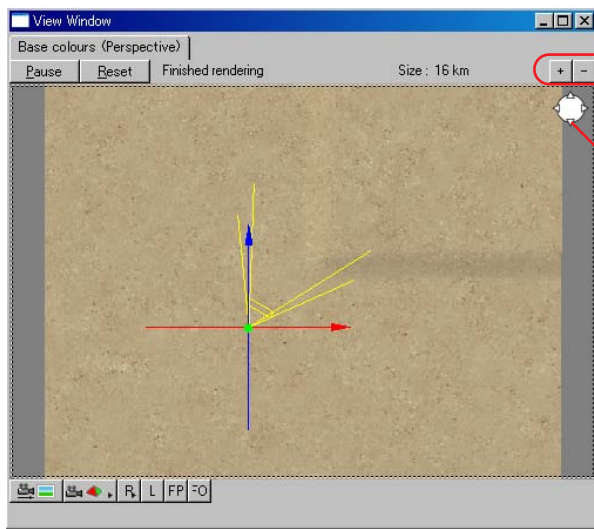 View Window
Base colours (Perspective)
Pause Reset Finished rendering Size : 16 km + -
R L FP FO